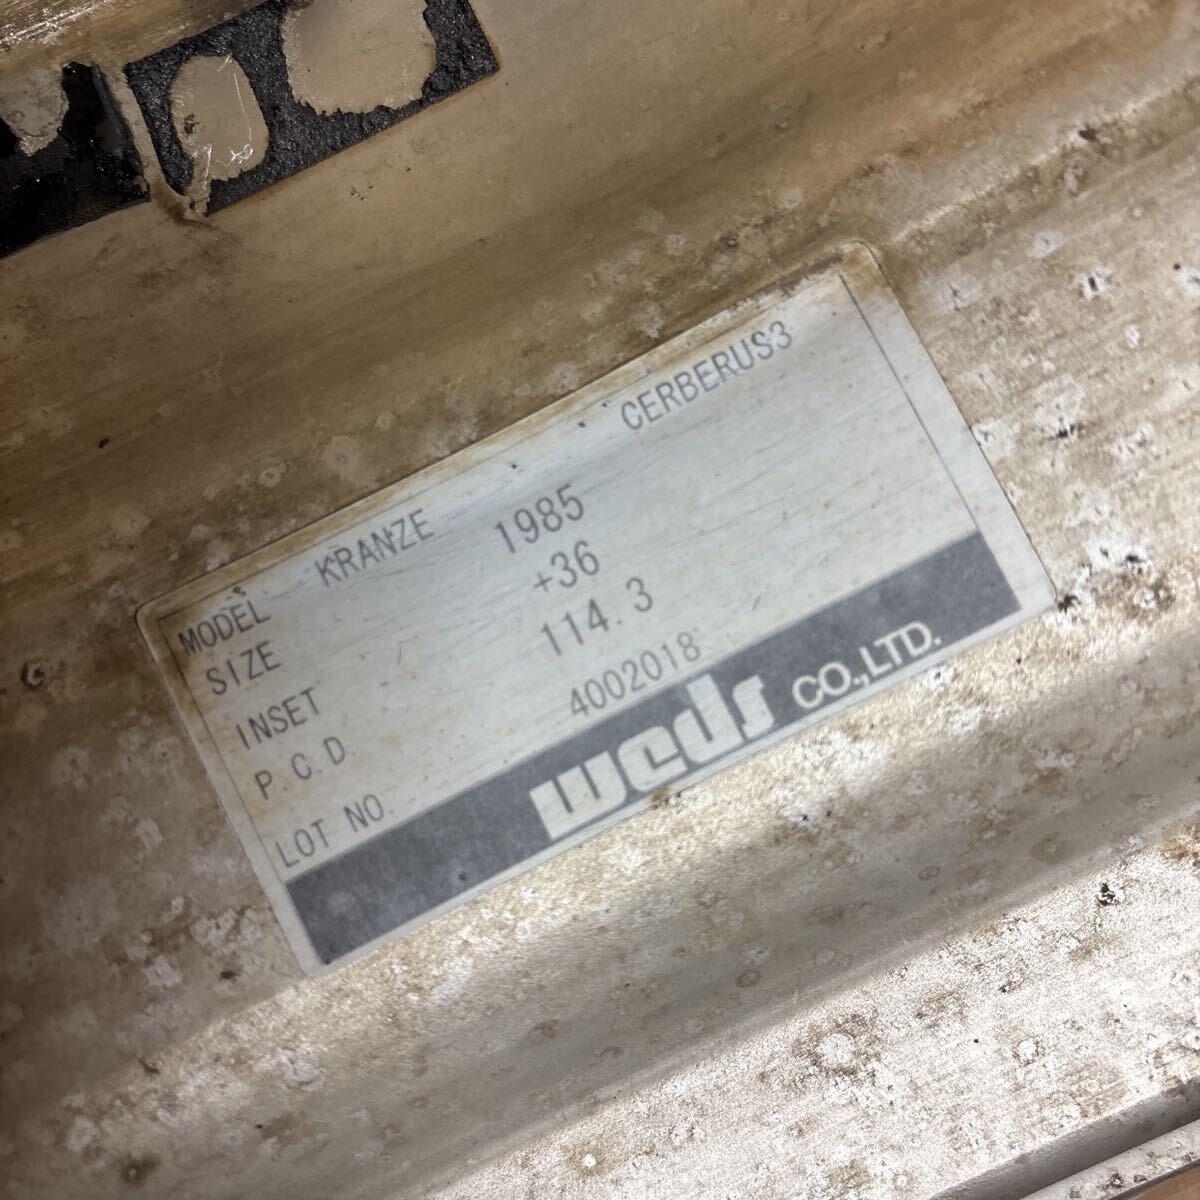 MODEL KRANZE CERBERUS3
SIZE 1985
INSET +36
P.C.D. 114.3
LOT NO. 4002018
weds CO.,LTD.